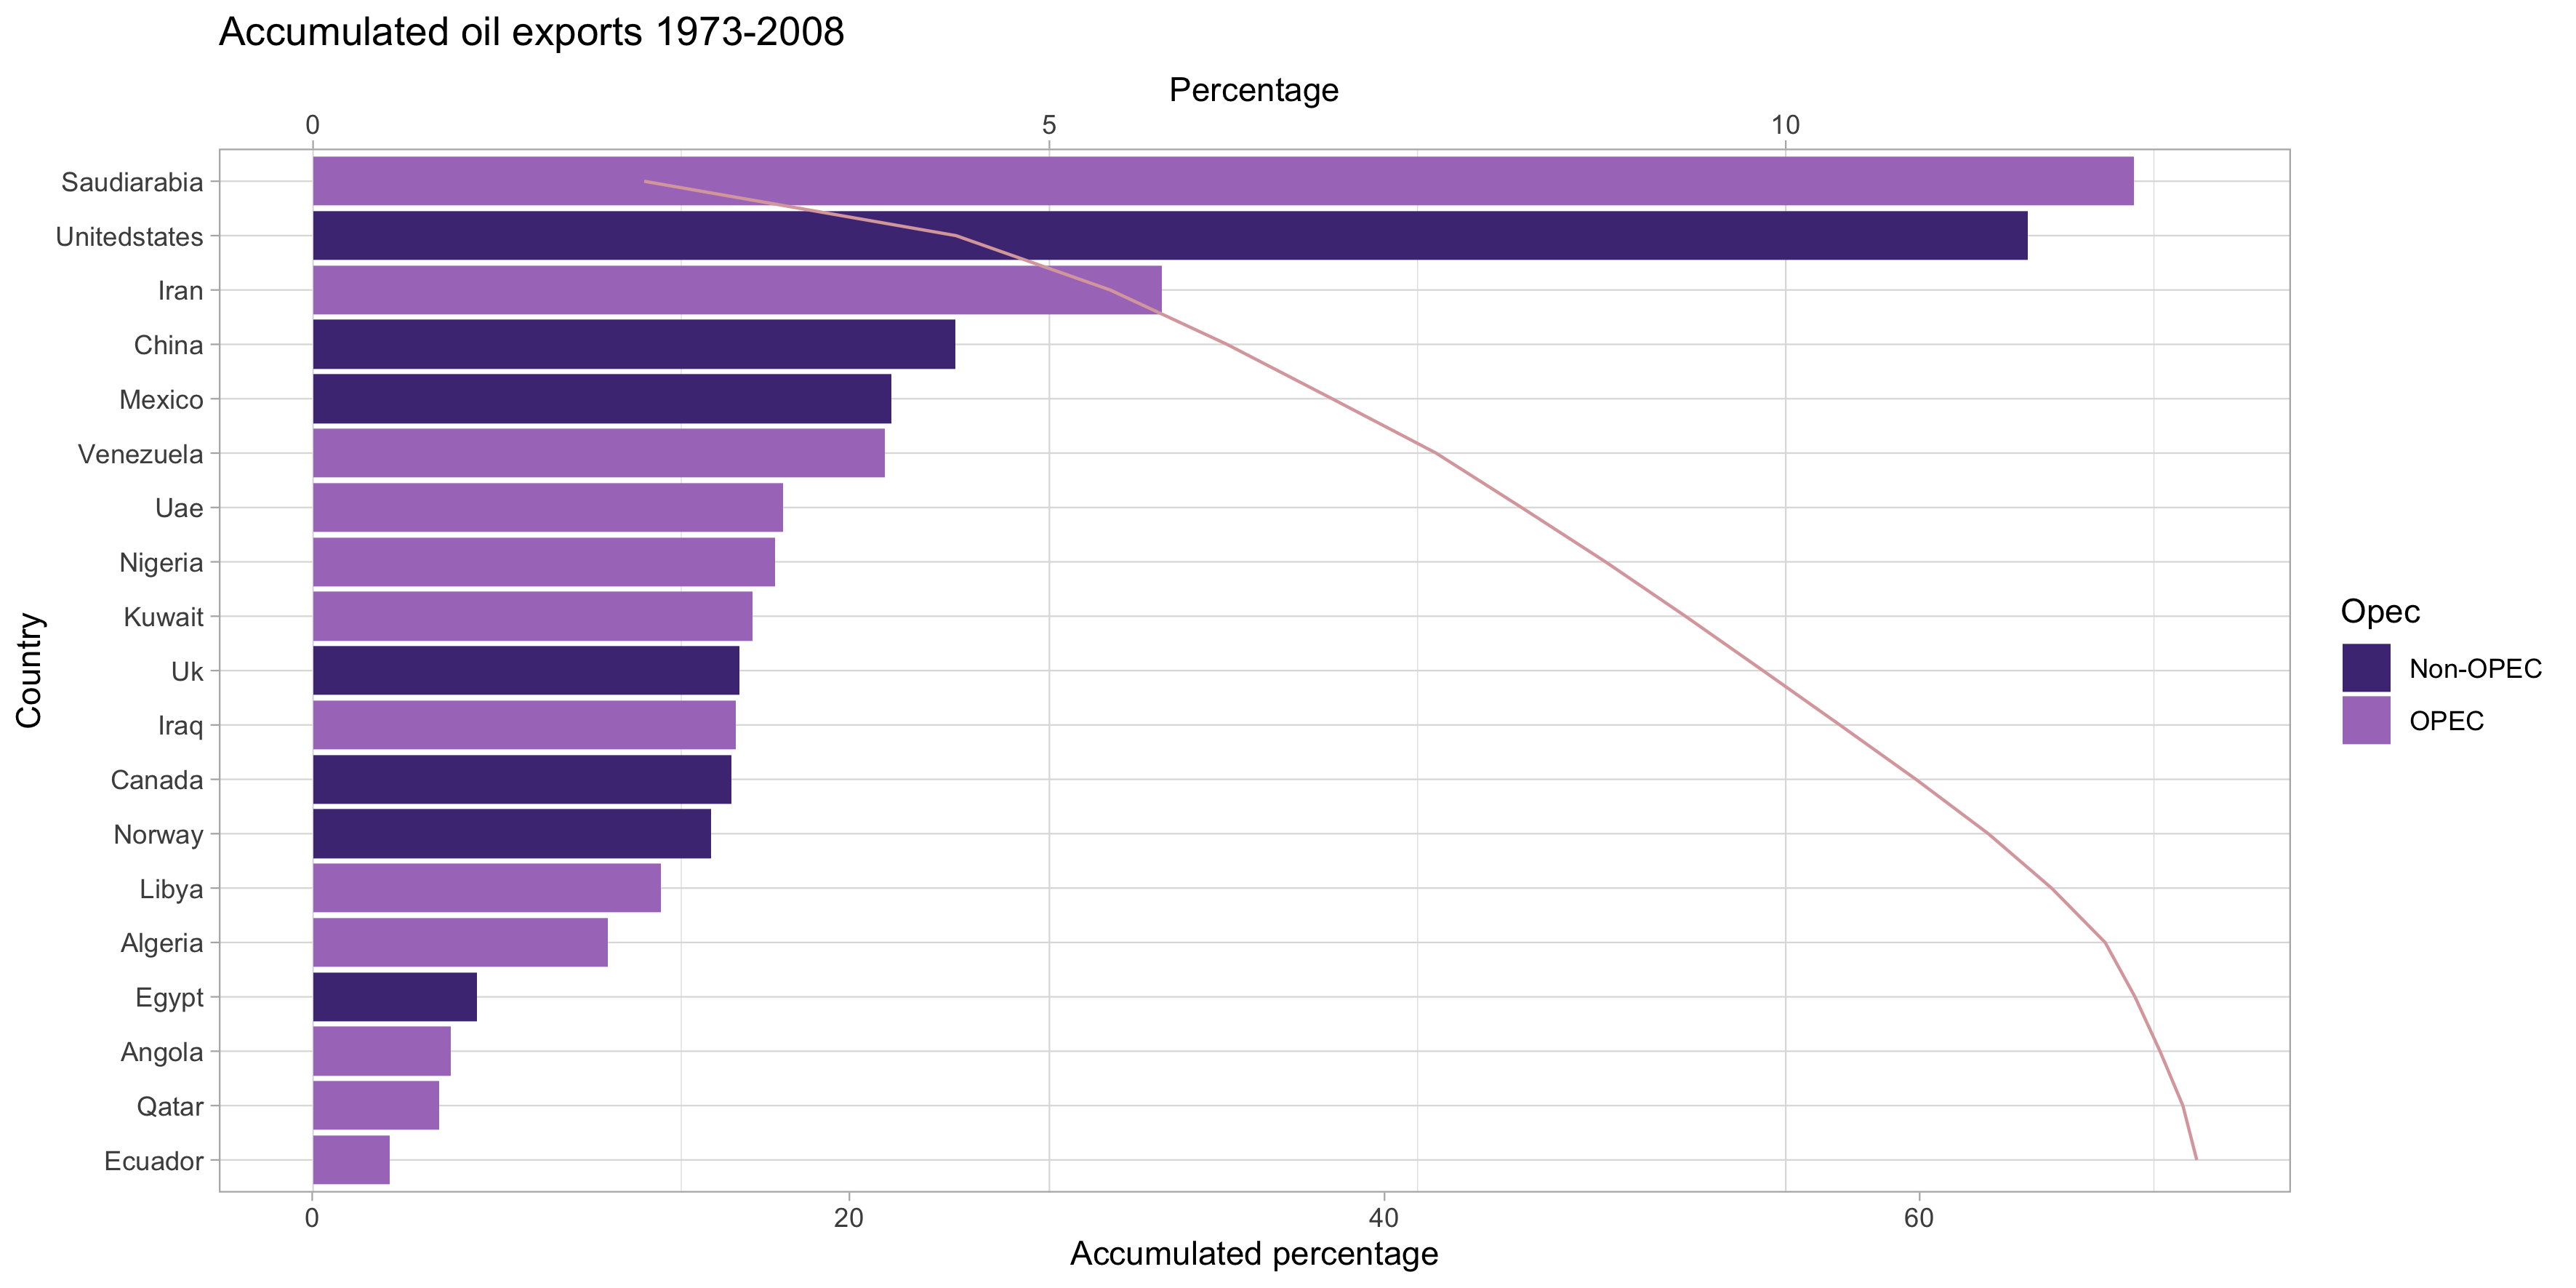 Accumulated oil exports 1973-2008
Percentage
0 5 10
Saudiarabia
Unitedstates
Iran
China
Mexico
Venezuela
Uae
Nigeria
Kuwait
Uk
Iraq
Canada
Norway
Libya
Algeria
Egypt
Angola
Qatar
Ecuador
Country
0 20 40 60
Accumulated percentage
Opec
Non-OPEC
OPEC